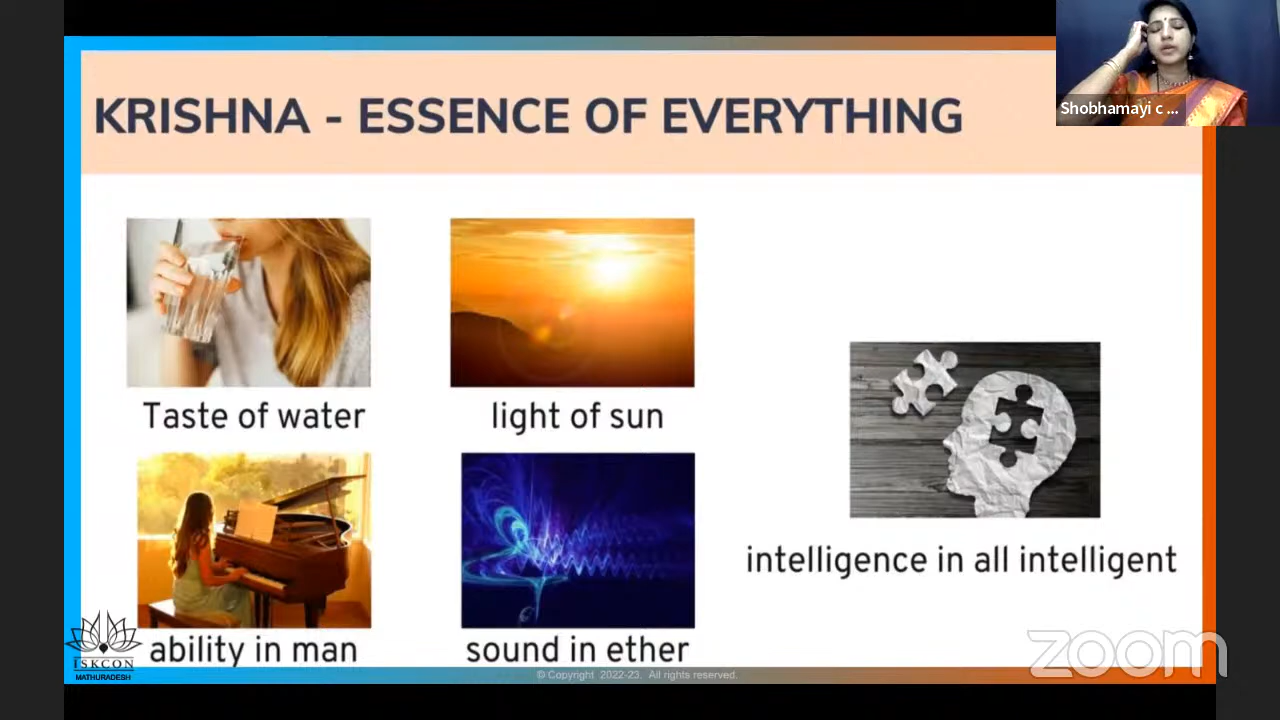 KRISHNA - ESSENCE OF EVERYTHING
Shobhamayi c ...
Taste of water
light of sun
ability in man
sound in ether
intelligence in all intelligent
ISKCON
MATHURADESH
© Copyright 2022-23. All rights reserved.
zoom